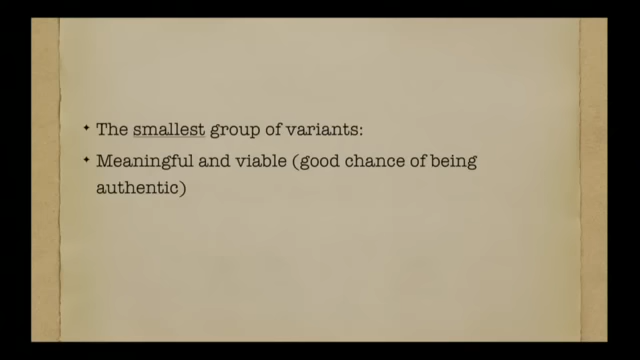 The smallest group of variants:
Meaningful and viable (good chance of being
authentic)